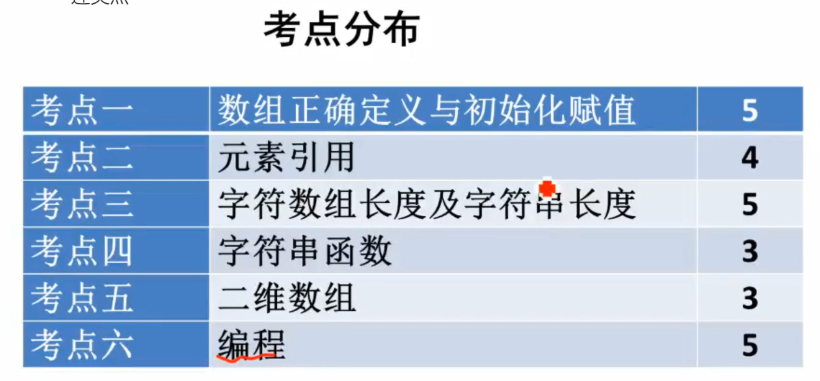 考点分布
考点一 数组正确定义与初始化赋值 5
考点二 元素引用 4
考点三 字符数组长度及字符串长度 5
考点四 字符串函数 3
考点五 二维数组 3
考点六 编程 5